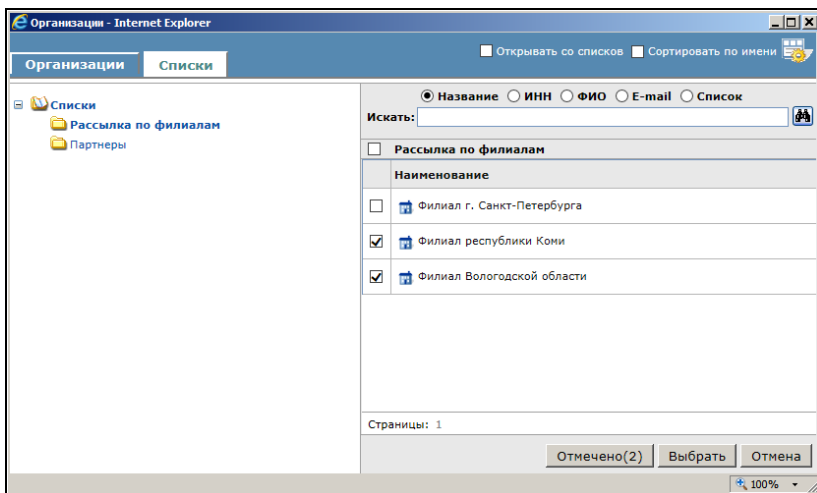 Организации - Internet Explorer
Открывать со списков Сортировать по имени
Организации Списки
Списки
Рассылка по филиалам
Партнеры
Название ИНН ФИО E-mail Список
Искать:
Рассылка по филиалам
Наименование
Филиал г. Санкт-Петербурга
Филиал республики Коми
Филиал Вологодской области
Страницы: 1
Отмечено(2) Выбрать Отмена
100%